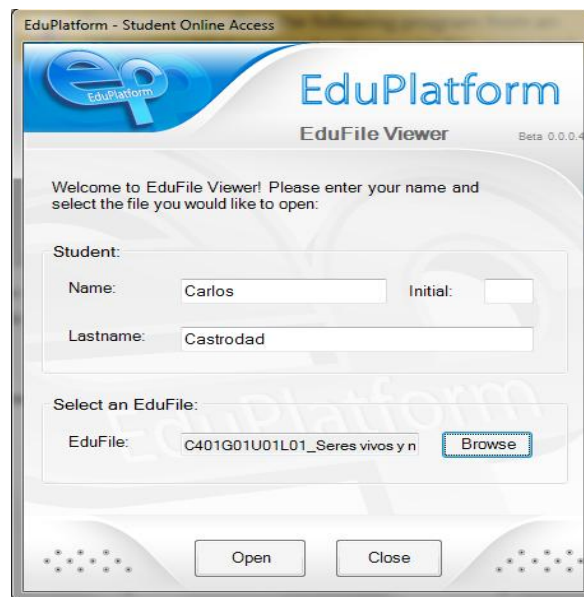 EduPlatform - Student Online Access
EduPlatform
EduPlatform
EduFile Viewer
Beta 0.0.0.4
Welcome to EduFile Viewer! Please enter your name and
select the file you would like to open:
Student:
Name: Carlos Initial:
Lastname: Castrodad
Select an EduFile:
EduFile: C401G01U01L01_Seres vivos y n Browse
Open Close